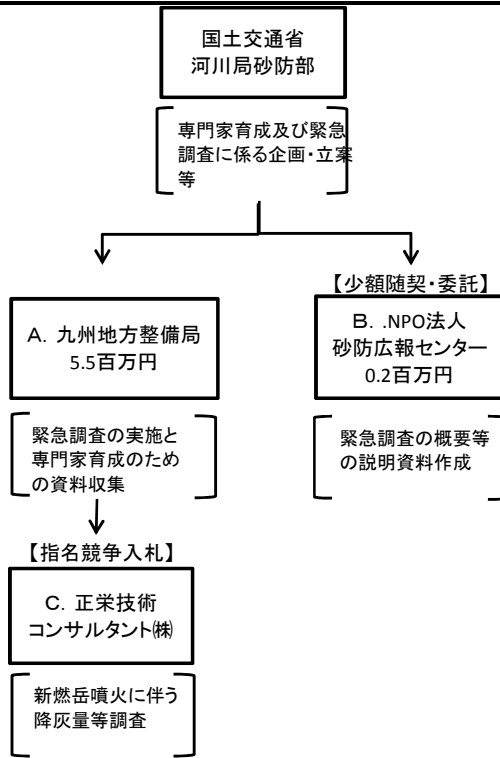 国土交通省
河川局砂防部
専門家育成及び緊急
調査に係る企画・立案
等
A. 九州地方整備局
5.5百万円
緊急調査の実施と
専門家育成のため
の資料収集
【指名競争入札】
C. 正栄技術
コンサルタント㈱
新燃岳噴火に伴う
降灰量等調査
【少額随契・委託】
B. .NPO法人
砂防広報センター
0.2百万円
緊急調査の概要等
の説明資料作成